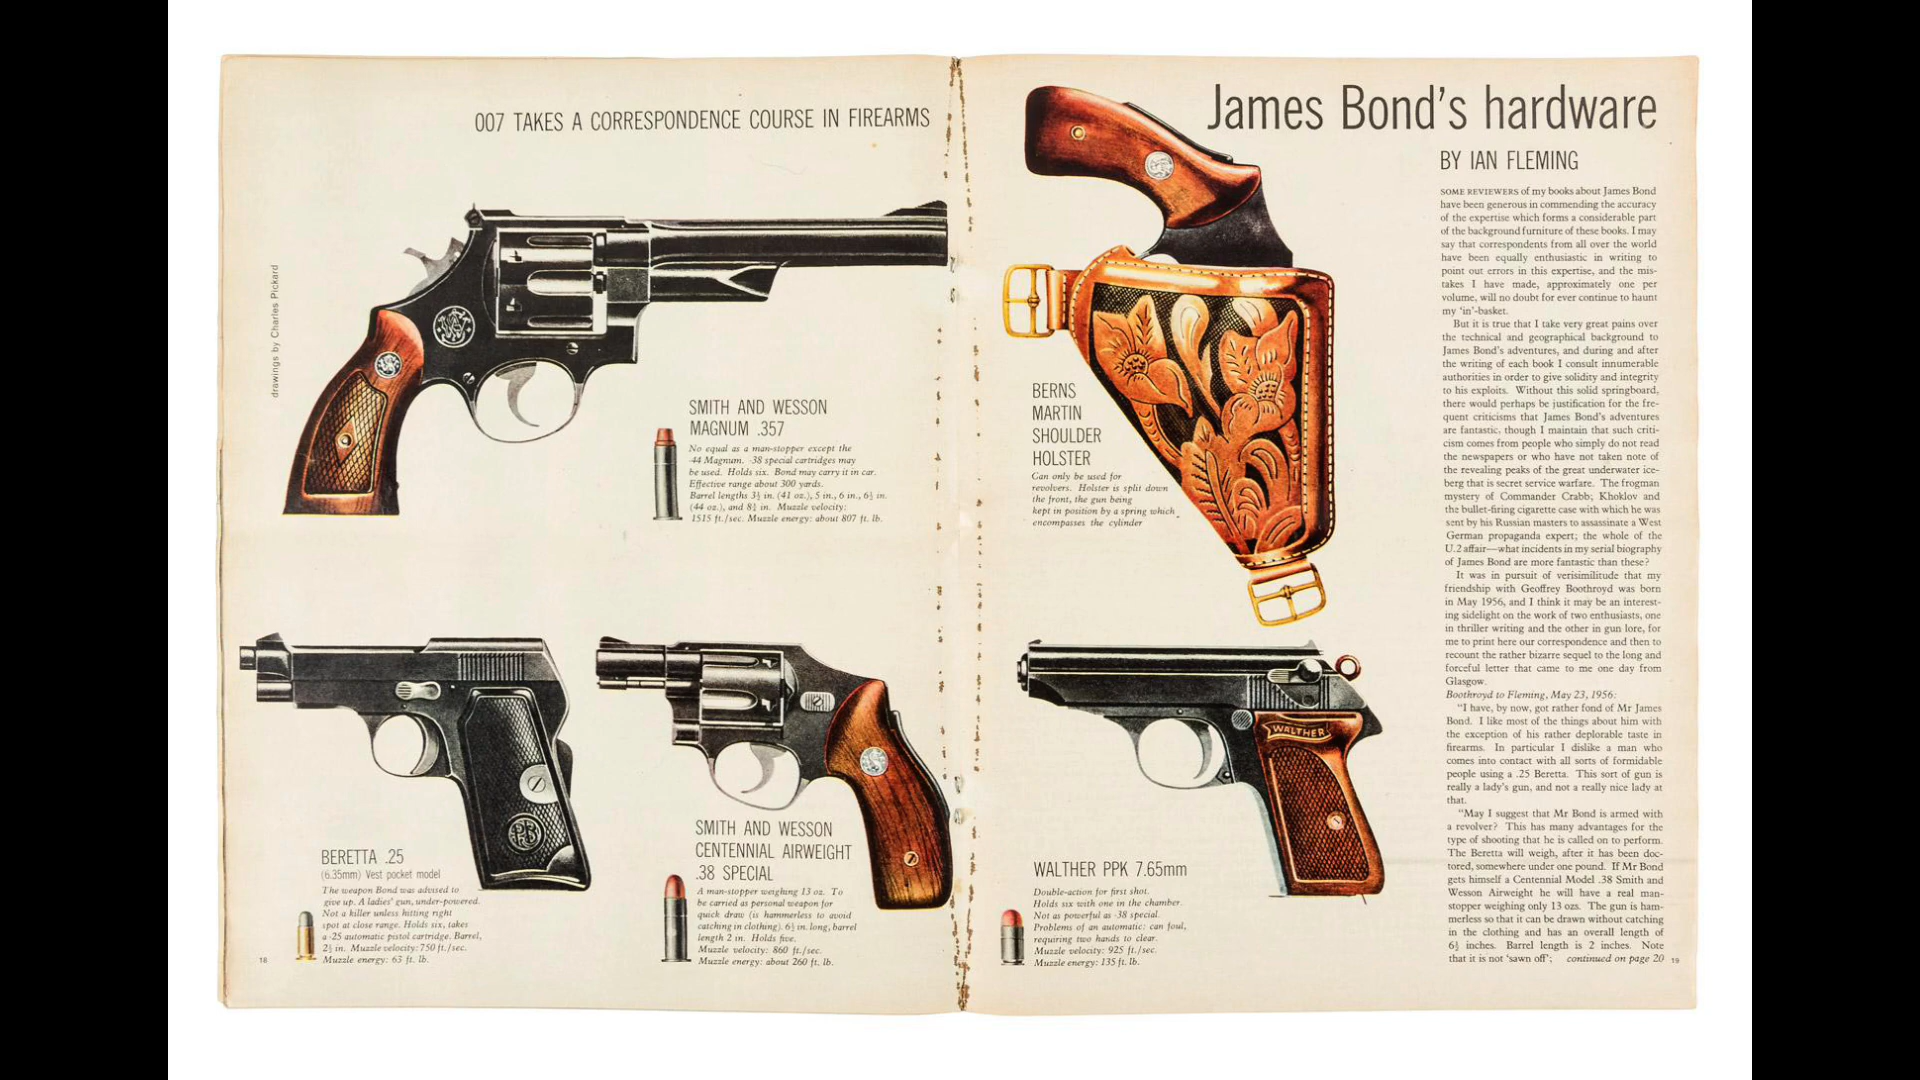 007 TAKES A CORRESPONDENCE COURSE IN FIREARMS
drawings by Charles Pickard
SMITH AND WESSON
MAGNUM .357
No equal as a man-stopper except the
·44 Magnum. ·38 special cartridges may
be used. Holds six. Bond may carry it in car.
Effective range about 300 yards.
Barrel lengths 3½ in. (41 oz.), 5 in., 6 in., 6½ in.
(44 oz.), and 8½ in. Muzzle velocity:
1515 ft./sec. Muzzle energy: about 807 ft. lb.
BERETTA .25
(6.35mm) Vest pocket model
The weapon Bond was advised to
give up. A ladies' gun, under-powered.
Not a killer unless hitting right
spot at close range. Holds six, takes
a ·25 automatic pistol cartridge. Barrel,
2½ in. Muzzle velocity: 750 ft./sec.
Muzzle energy: 63 ft. lb.
SMITH AND WESSON
CENTENNIAL AIRWEIGHT
.38 SPECIAL
A man-stopper weighing 13 oz. To
be carried as personal weapon for
quick draw (is hammerless to avoid
catching in clothing). 6½ in. long, barrel
length 2 in. Holds five.
Muzzle velocity: 860 ft./sec.
Muzzle energy: about 260 ft. lb.
18
James Bond's hardware
BY IAN FLEMING
BERNS
MARTIN
SHOULDER
HOLSTER
Can only be used for
revolvers. Holster is split down
the front, the gun being
kept in position by a spring which
encompasses the cylinder
WALTHER
WALTHER PPK 7.65mm
Double-action for first shot.
Holds six with one in the chamber.
Not as powerful as ·38 special.
Problems of an automatic: can foul,
requiring two hands to clear.
Muzzle velocity: 925 ft./sec.
Muzzle energy: 135 ft. lb.
SOME REVIEWERS of my books about James Bond
have been generous in commending the accuracy
of the expertise which forms a considerable part
of the background furniture of these books. I may
say that correspondents from all over the world
have been equally enthusiastic in writing to
point out errors in this expertise, and the mis-
takes I have made, approximately one per
volume, will no doubt for ever continue to haunt
my 'in'-basket.
But it is true that I take very great pains over
the technical and geographical background to
James Bond's adventures, and during and after
the writing of each book I consult innumerable
authorities in order to give solidity and integrity
to his exploits. Without this solid springboard,
there would perhaps be justification for the fre-
quent criticisms that James Bond's adventures
are fantastic, though I maintain that such criti-
cism comes from people who simply do not read
the newspapers or who have not taken note of
the revealing peaks of the great underwater ice-
berg that is secret service warfare. The frogman
mystery of Commander Crabb; Khoklov and
the bullet-firing cigarette case with which he was
sent by his Russian masters to assassinate a West
German propaganda expert; the whole of the
U.2 affair—what incidents in my serial biography
of James Bond are more fantastic than these?
It was in pursuit of verisimilitude that my
friendship with Geoffrey Boothroyd was born
in May 1956, and I think it may be an interest-
ing sidelight on the work of two enthusiasts, one
in thriller writing and the other in gun lore, for
me to print here our correspondence and then to
recount the rather bizarre sequel to the long and
forceful letter that came to me one day from
Glasgow.
Boothroyd to Fleming, May 23, 1956:
"I have, by now, got rather fond of Mr James
Bond. I like most of the things about him with
the exception of his rather deplorable taste in
firearms. In particular I dislike a man who
comes into contact with all sorts of formidable
people using a .25 Beretta. This sort of gun is
really a lady's gun, and not a really nice lady at
that.
"May I suggest that Mr Bond is armed with
a revolver? This has many advantages for the
type of shooting that he is called on to perform.
The Beretta will weigh, after it has been doc-
tored, somewhere under one pound. If Mr Bond
gets himself a Centennial Model .38 Smith and
Wesson Airweight he will have a real man-
stopper weighing only 13 ozs. The gun is ham-
merless so that it can be drawn without catching
in the clothing and has an overall length of
6½ inches. Barrel length is 2 inches. Note
that it is not 'sawn off'; continued on page 20
19